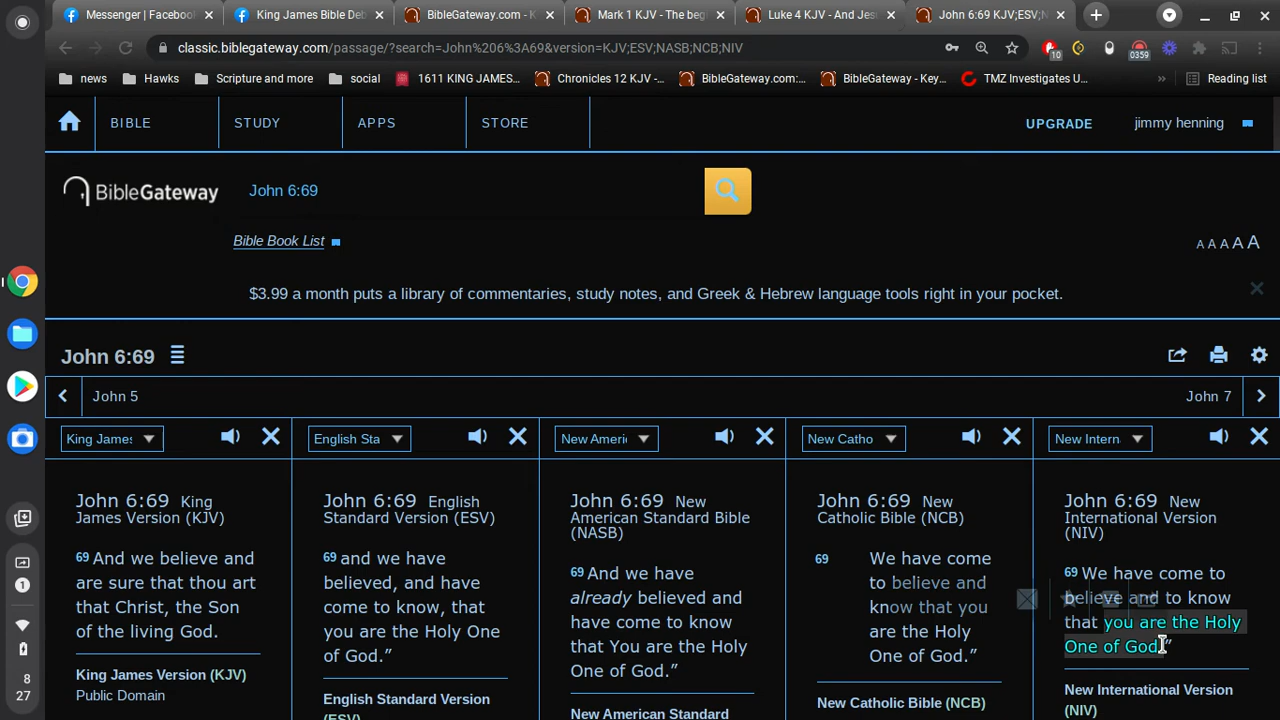 Messenger | Facebook
King James Bible Deb
BibleGateway.com - K
Mark 1 KJV - The begi
Luke 4 KJV - And Jesu
John 6:69 KJV;ESV;N
classic.biblegateway.com/passage/?search=John%206%3A69&version=KJV;ESV;NASB;NCB;NIV
10
0359
news
Hawks
Scripture and more
social
1611 KING JAMES...
Chronicles 12 KJV -...
BibleGateway.com:...
BibleGateway - Key...
TMZ Investigates U...
»
Reading list
BIBLE
STUDY
APPS
STORE
UPGRADE
jimmy henning
BibleGateway
John 6:69
Bible Book List
A A A A A
$3.99 a month puts a library of commentaries, study notes, and Greek & Hebrew language tools right in your pocket.
John 6:69
John 5
John 7
King James
English Sta
New Ameri
New Catho
New Intern
John 6:69 King
James Version (KJV)
69 And we believe and
are sure that thou art
that Christ, the Son
of the living God.
King James Version (KJV)
Public Domain
John 6:69 English
Standard Version (ESV)
69 and we have
believed, and have
come to know, that
you are the Holy One
of God.”
English Standard Version
(ESV)
John 6:69 New
American Standard Bible
(NASB)
69 And we have
already believed and
have come to know
that You are the Holy
One of God.”
New American Standard
John 6:69 New
Catholic Bible (NCB)
69 We have come
to believe and
know that you
are the Holy
One of God.”
New Catholic Bible (NCB)
John 6:69 New
International Version
(NIV)
69 We have come to
believe and to know
that you are the Holy
One of God.”
New International Version
(NIV)
1
8
27